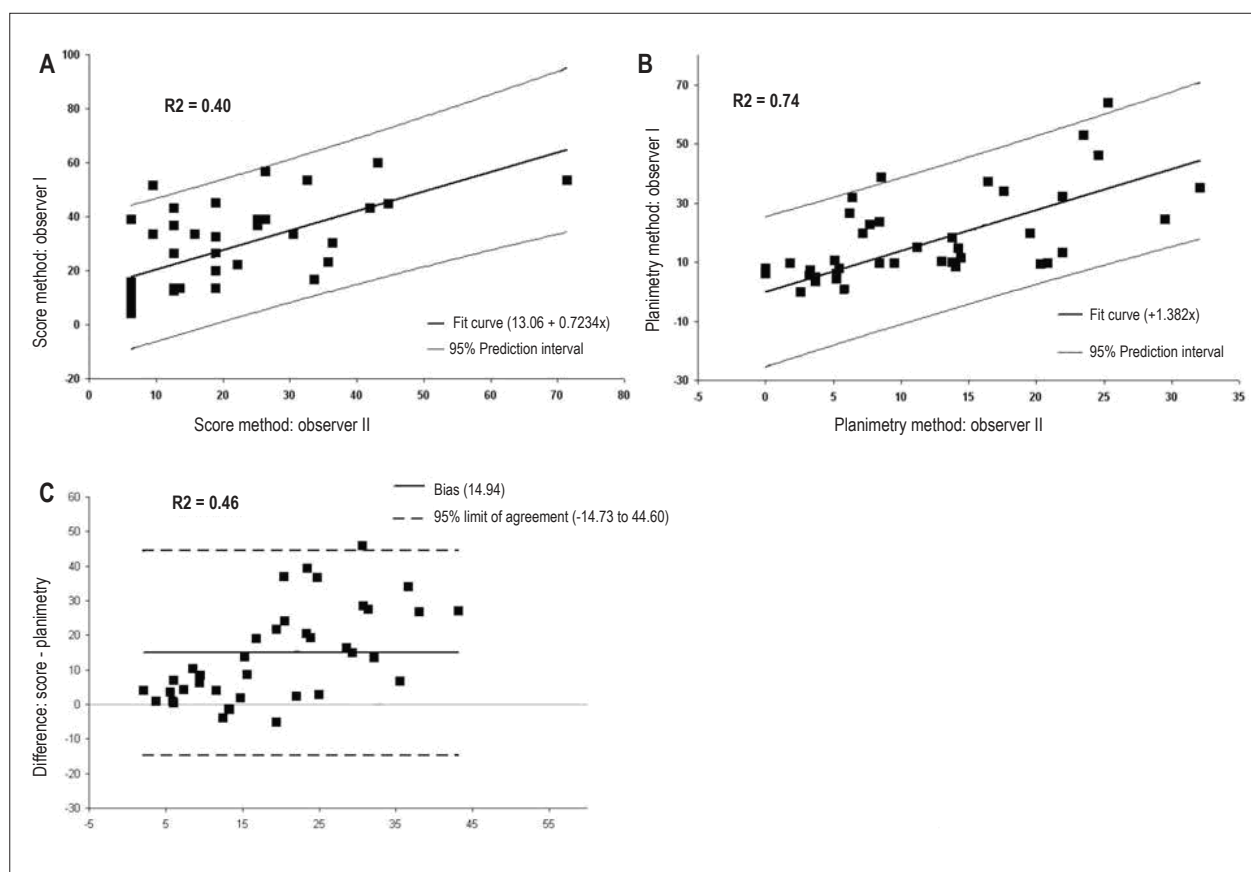 A
R2 = 0.40
Score method: observer I
100
80
60
40
20
0
-20
0 10 20 30 40 50 60 70 80
Score method: observer II
Fit curve (13.06 + 0.7234x)
95% Prediction interval
B
R2 = 0.74
Planimetry method: observer I
70
50
30
10
-10
-30
-5 0 5 10 15 20 25 30 35
Planimetry method: observer II
Fit curve (+1.382x)
95% Prediction interval
C
R2 = 0.46
Bias (14.94)
95% limit of agreement (-14.73 to 44.60)
Difference: score - planimetry
60
50
40
30
20
10
0
-10
-20
-30
-5 5 15 25 35 45 55